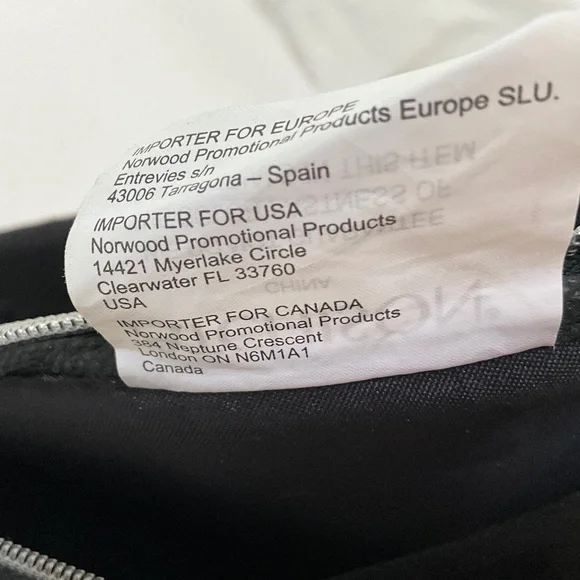 IMPORTER FOR EUROPE
Norwood Promotional Products Europe SLU.
Entrevies s/n
43006 Tarragona – Spain
IMPORTER FOR USA
Norwood Promotional Products
14421 Myerlake Circle
Clearwater FL 33760
USA
IMPORTER FOR CANADA
Norwood Promotional Products
384 Neptune Crescent
London ON N6M1A1
Canada